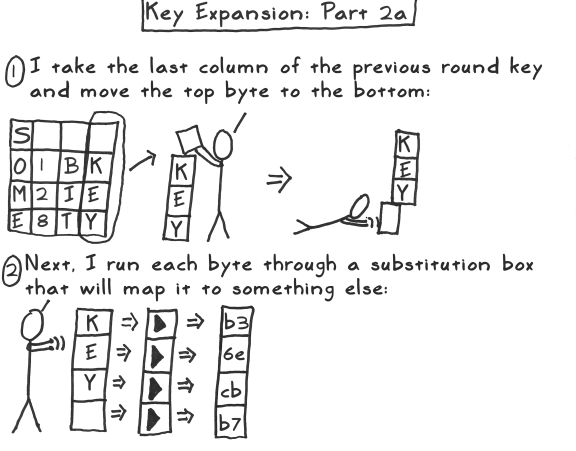 Key Expansion: Part 2a
1 I take the last column of the previous round key
and move the top byte to the bottom:
S
O 1 B K
M 2 I E
E 8 T Y
K
E
Y
K
E
Y
2 Next, I run each byte through a substitution box
that will map it to something else:
K ⇒ ⇒ b3
E ⇒ ⇒ 6e
Y ⇒ ⇒ cb
⇒ ⇒ b7